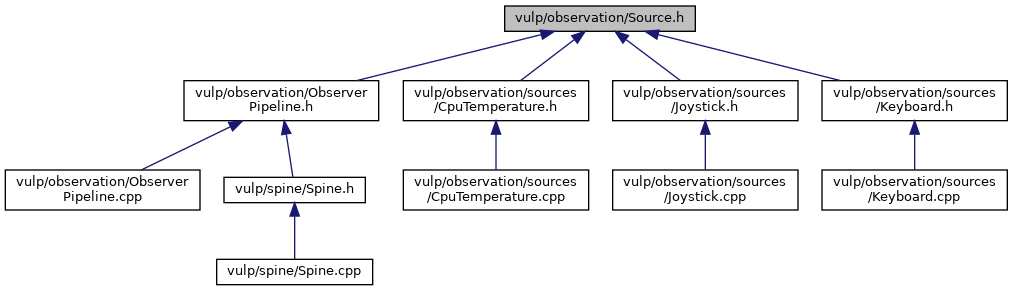 vulp/observation/Source.h
vulp/observation/Observer
Pipeline.h
vulp/observation/sources
/CpuTemperature.h
vulp/observation/sources
/Joystick.h
vulp/observation/sources
/Keyboard.h
vulp/observation/Observer
Pipeline.cpp
vulp/spine/Spine.h
vulp/observation/sources
/CpuTemperature.cpp
vulp/observation/sources
/Joystick.cpp
vulp/observation/sources
/Keyboard.cpp
vulp/spine/Spine.cpp